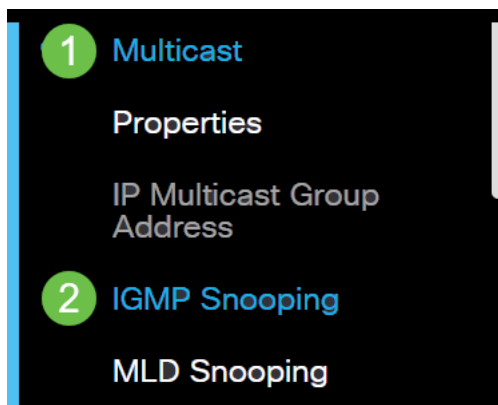 1 Multicast
Properties
IP Multicast Group
Address
2 IGMP Snooping
MLD Snooping